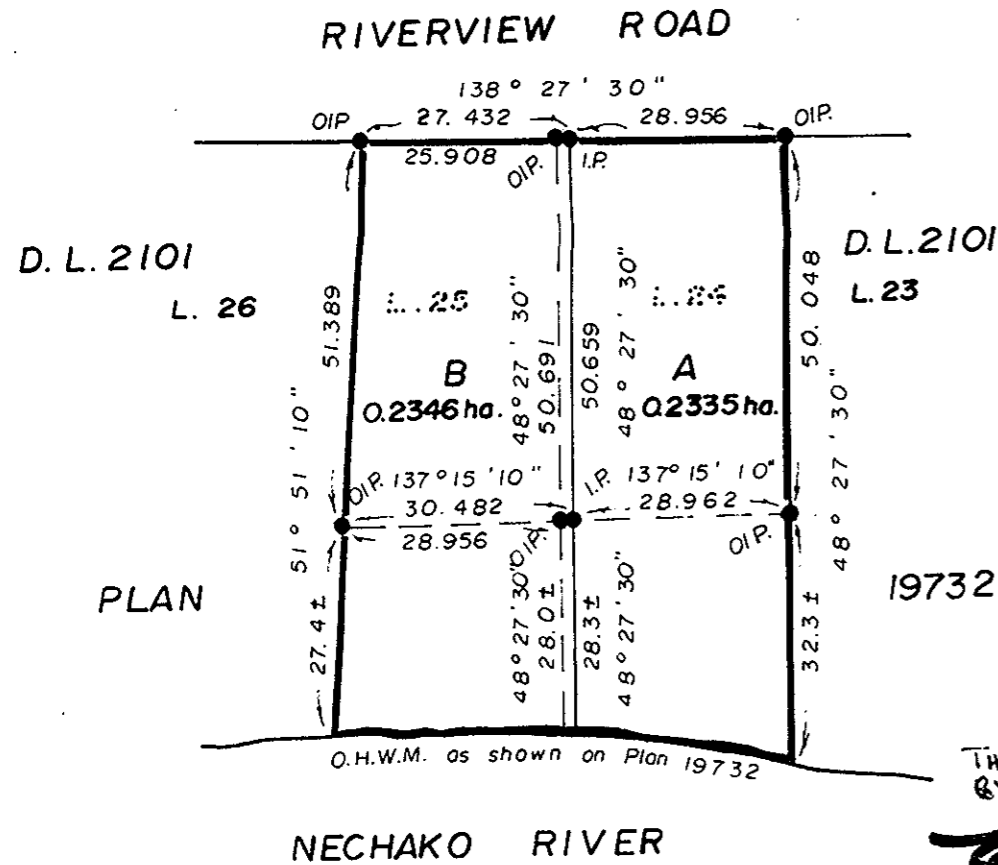 RIVERVIEW ROAD
138° 27' 30"
OIP 27.432 28.956 OIP.
25.908 OIP. I.P.
D.L. 2101
L. 26
D.L. 2101
L. 23
L. 25
L. 24
51.389
48° 27' 30"
50.691
50.659
48° 27' 30"
50.048
B
0.2346 ha.
A
0.2335 ha.
51° 51' 10"
48° 27' 30"
OIP. 137° 15' 10"
I.P. 137° 15' 10"
30.482
28.962
28.956 OIP.
OIP.
PLAN
19732
27.4±
48° 27' 30"
28.0±
28.3±
48° 27' 30"
32.3±
O.H.W.M. as shown on Plan 19732
NECHAKO RIVER